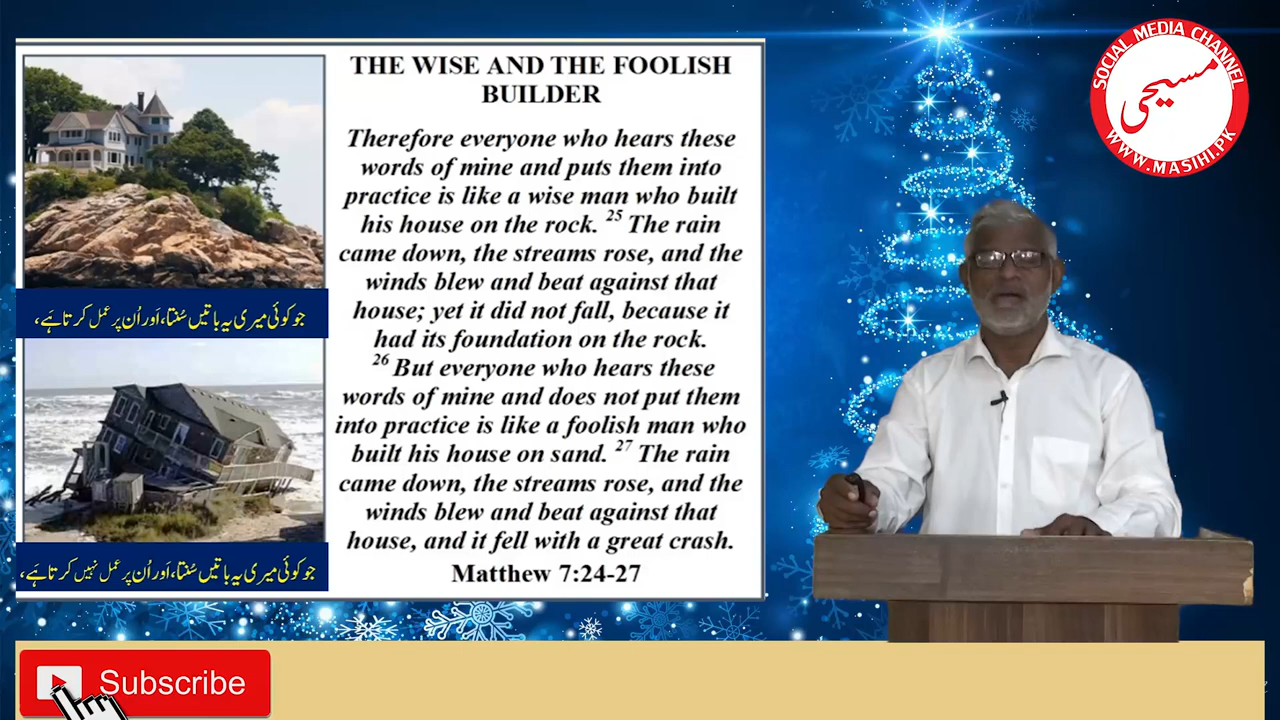 THE WISE AND THE FOOLISH
BUILDER
Therefore everyone who hears these
words of mine and puts them into
practice is like a wise man who built
his house on the rock. 25 The rain
came down, the streams rose, and the
winds blew and beat against that
house; yet it did not fall, because it
had its foundation on the rock.
26 But everyone who hears these
words of mine and does not put them
into practice is like a foolish man who
built his house on sand. 27 The rain
came down, the streams rose, and the
winds blew and beat against that
house, and it fell with a great crash.
Matthew 7:24-27
جو کوئی میری یہ باتیں سُنتا، اَور اُن پر عمل کرتا ہَے،
جو کوئی میری یہ باتیں سُنتا، اَور اُن پر عمل نہیں کرتا ہَے،
SOCIAL MEDIA CHANNEL
مسیحی
WWW.MASIHI.PK
Subscribe